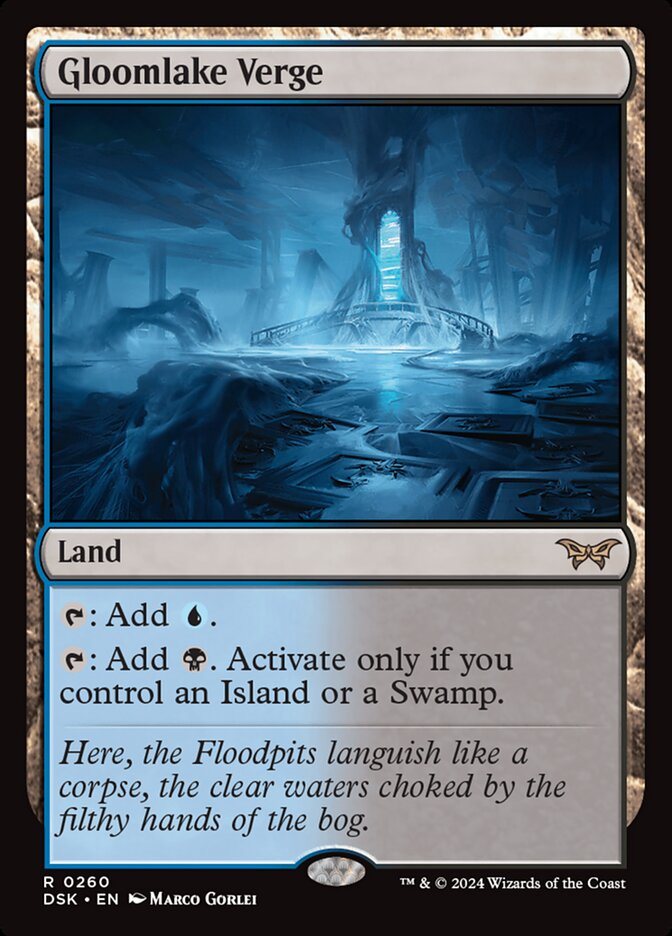 Gloomlake Verge
Land
: Add .
: Add . Activate only if you
control an Island or a Swamp.
Here, the Floodpits languish like a
corpse, the clear waters choked by the
filthy hands of the bog.
R 0260
DSK • EN Marco Gorlei
™ & © 2024 Wizards of the Coast